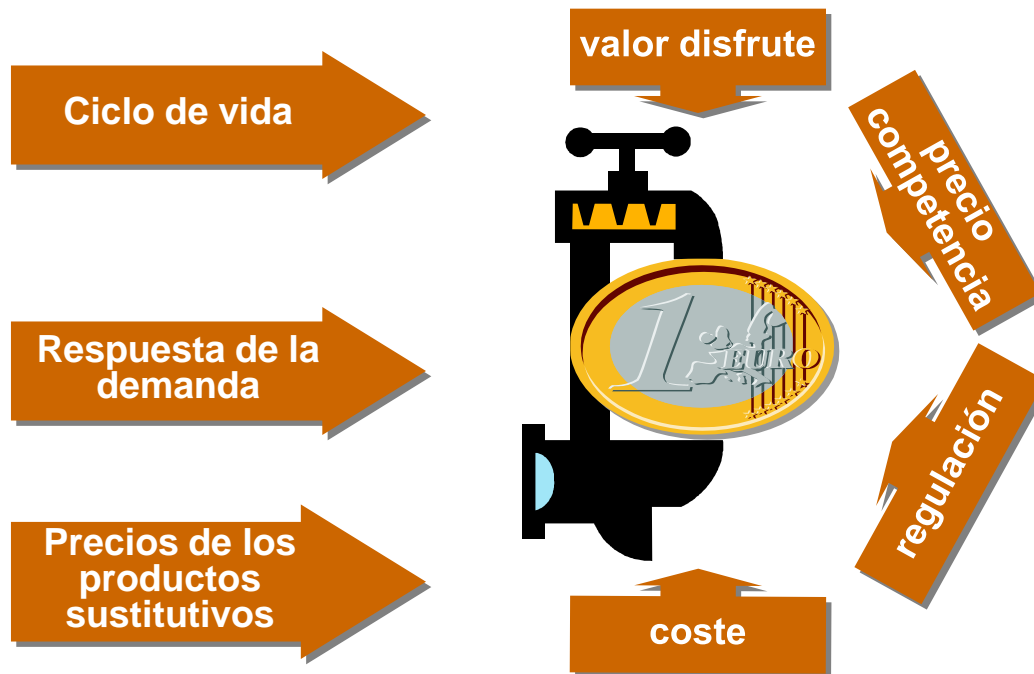 valor disfrute
Ciclo de vida
precio
competencia
Respuesta de la
demanda
1
EURO
regulación
Precios de los
productos
sustitutivos
coste